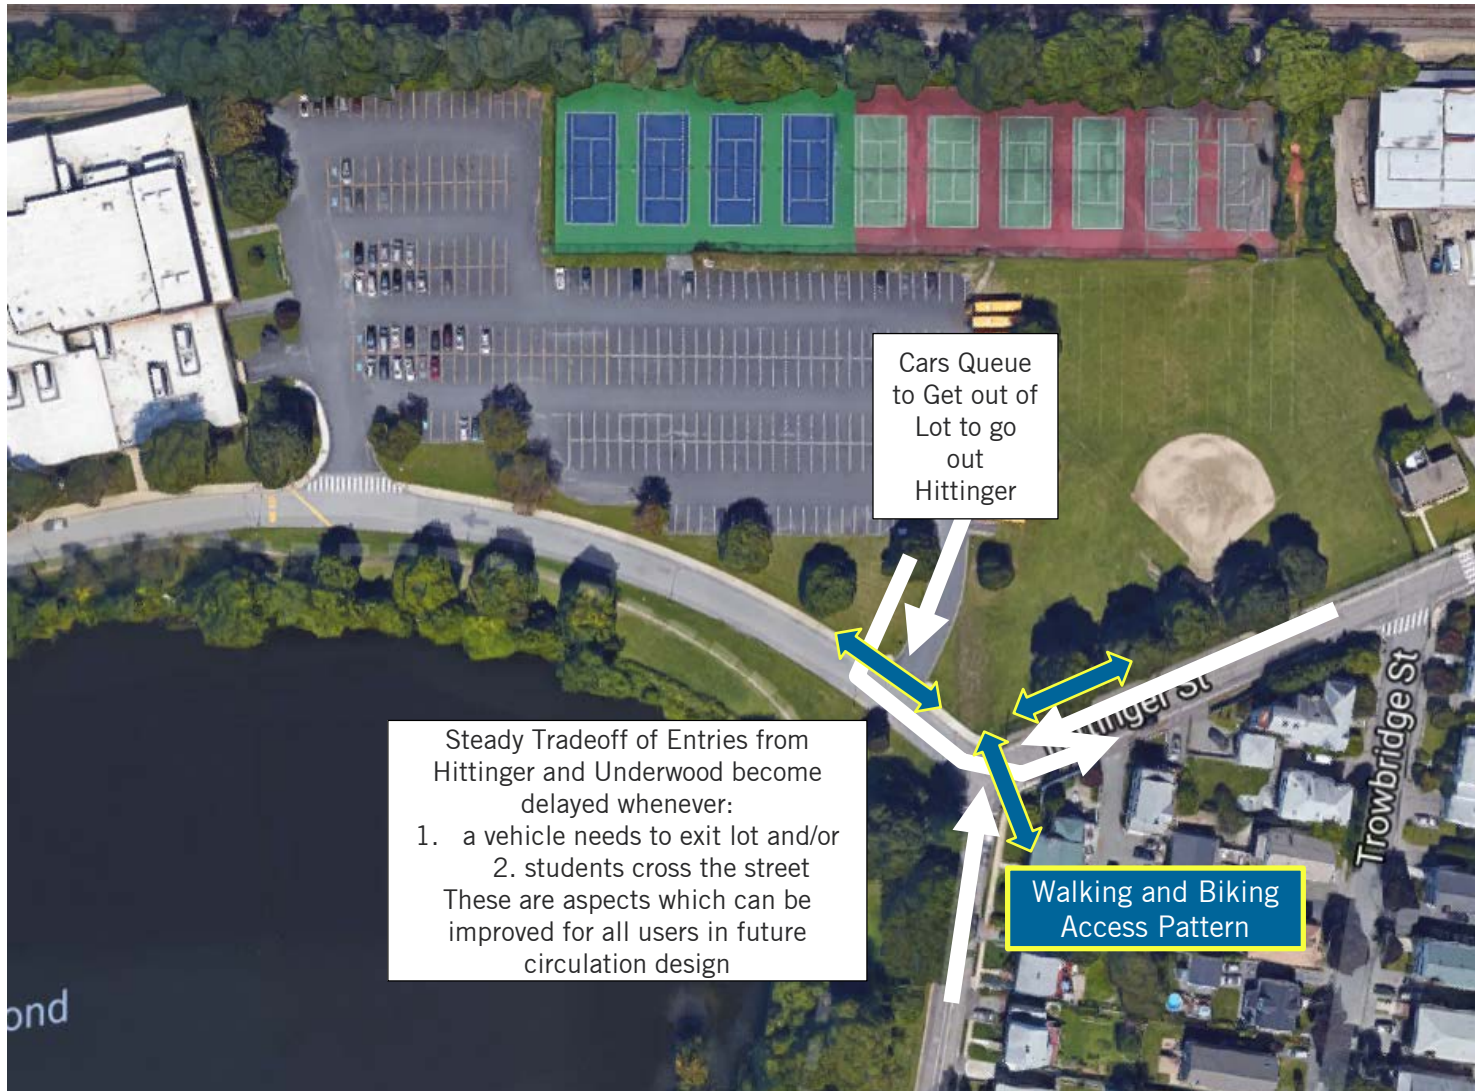 Cars Queue
to Get out of
Lot to go
out
Hittinger
Steady Tradeoff of Entries from
Hittinger and Underwood become
delayed whenever:
1. a vehicle needs to exit lot and/or
2. students cross the street
These are aspects which can be
improved for all users in future
circulation design
Walking and Biking
Access Pattern
Hittinger St
Trowbridge St
ond